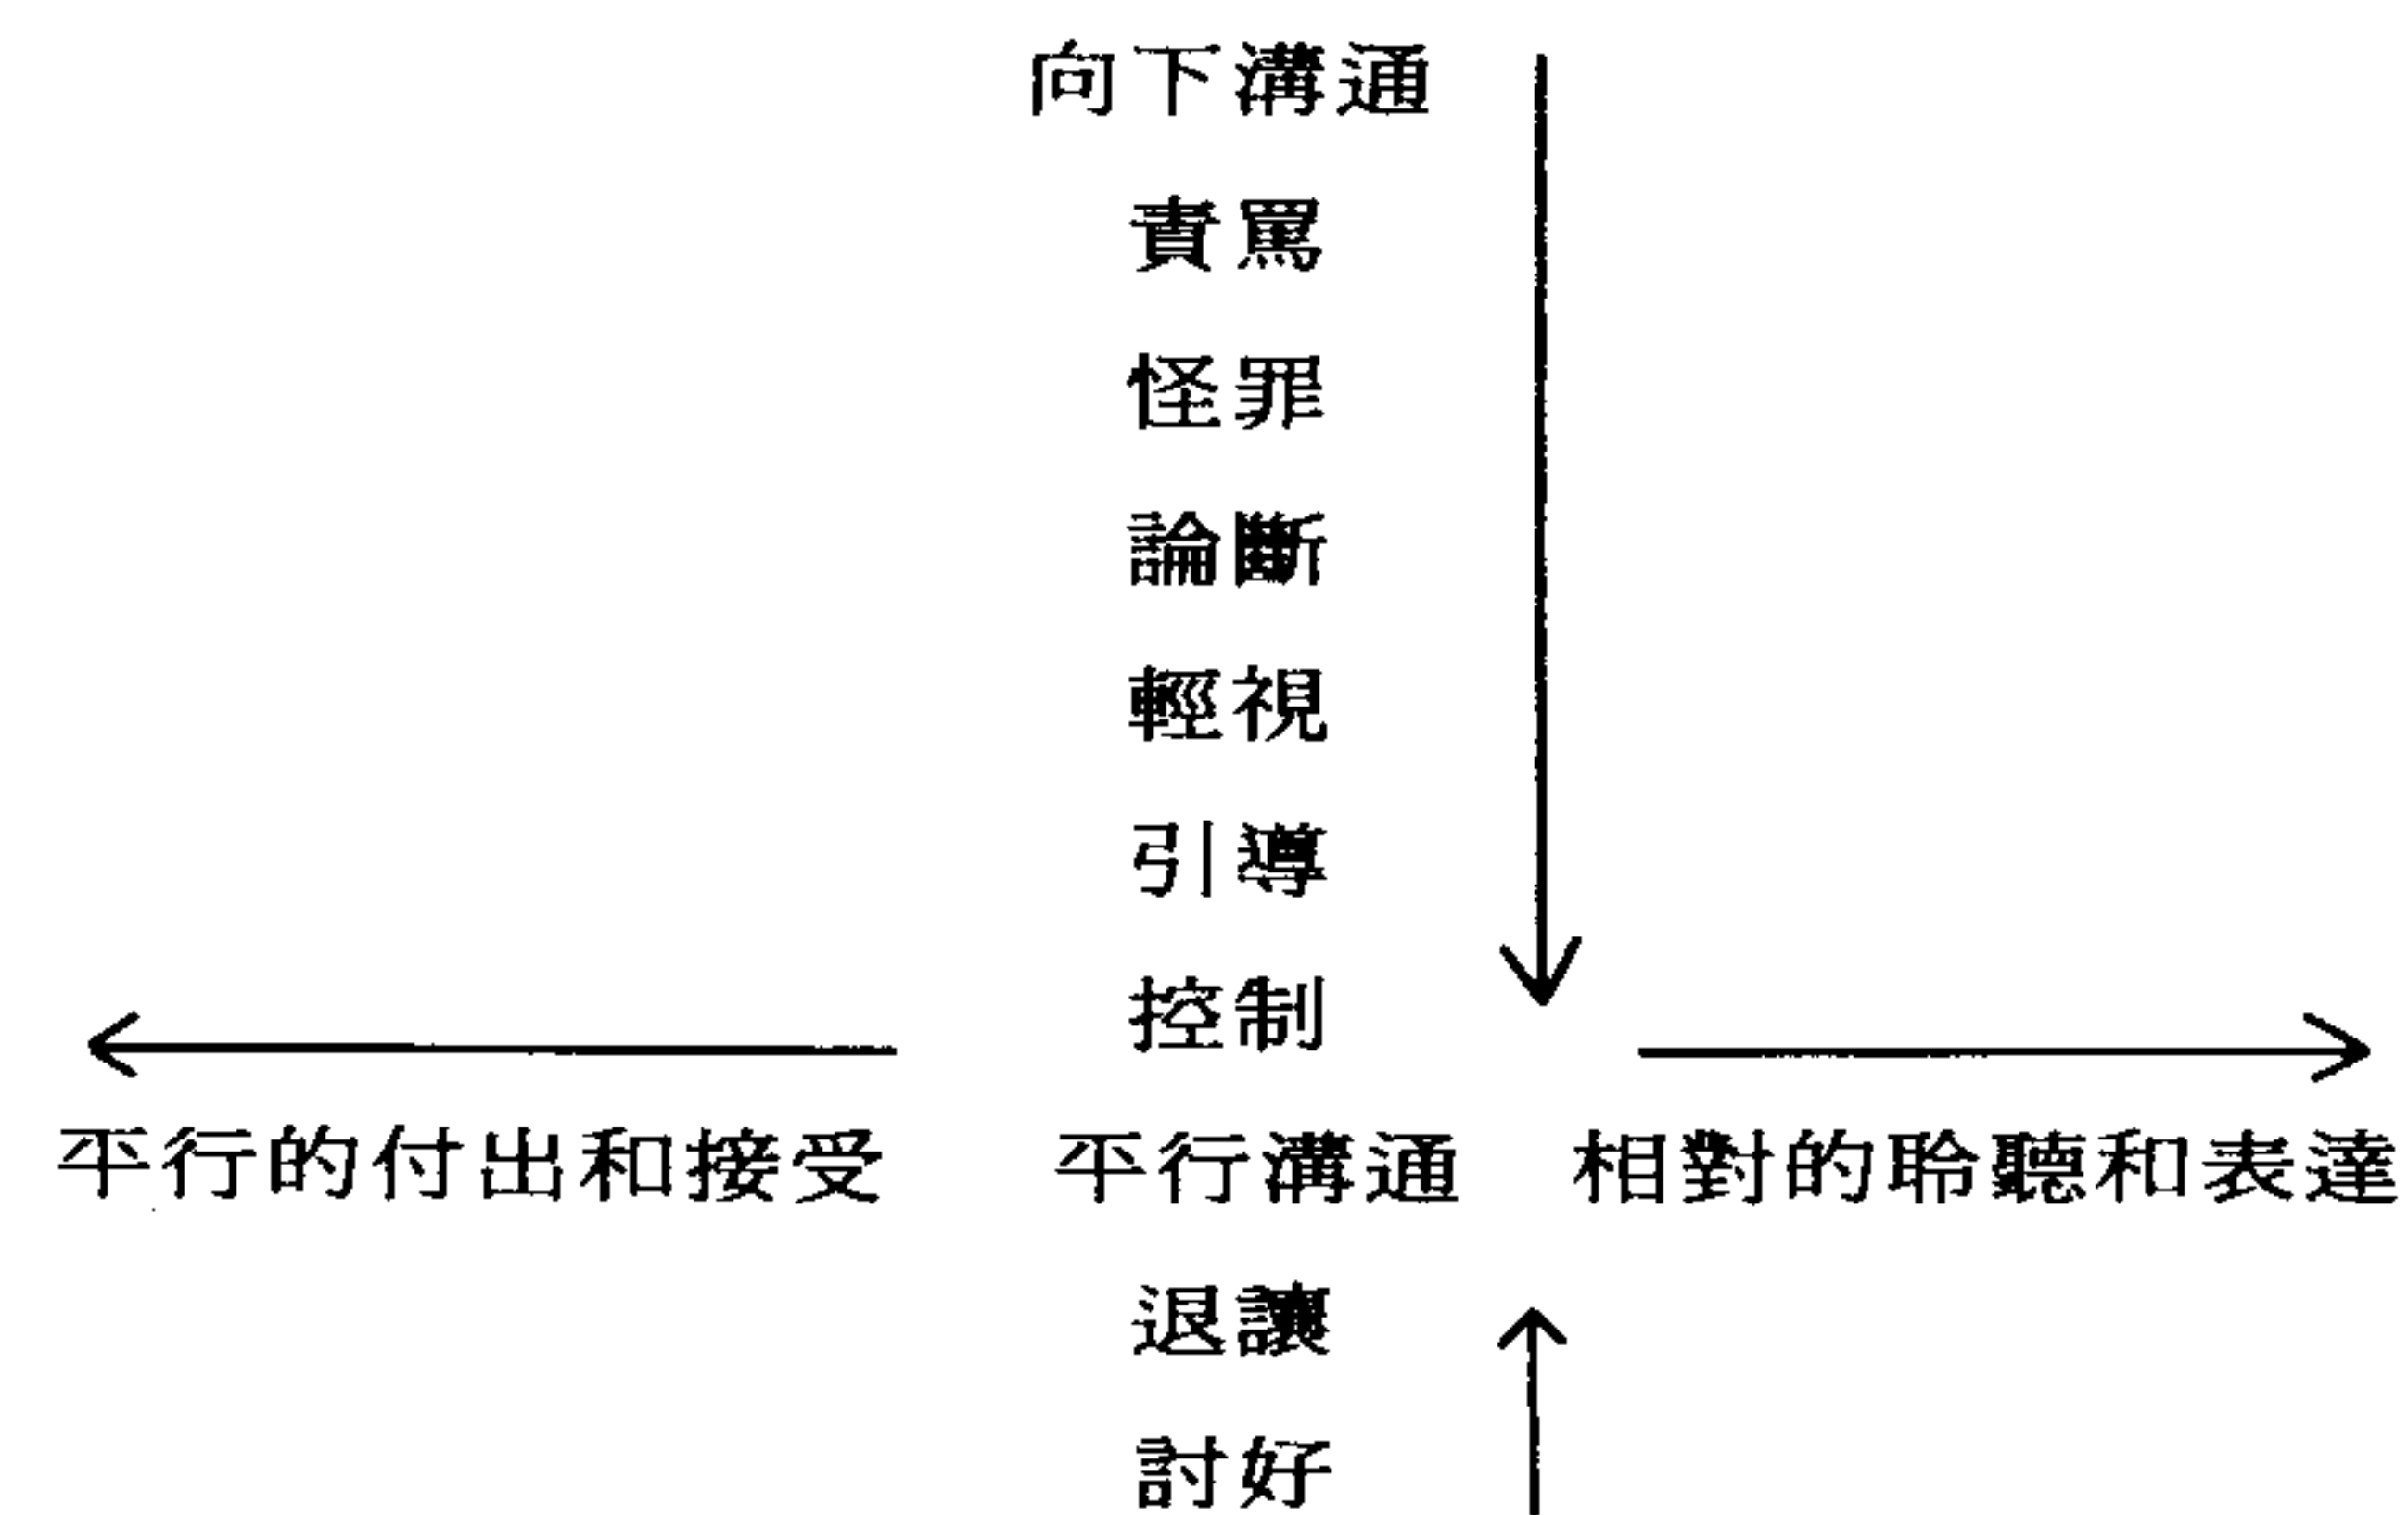 向下溝通
責罵
怪罪
論斷
輕視
引導
控制
平行的付出和接受 平行溝通 相對的聆聽和表達
退讓
討好